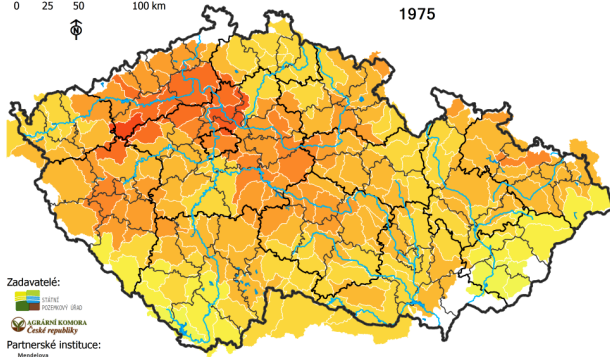 0 25 50 100 km
1975
N
Zadavatelé:
STÁTNÍ
POZEMKOVÝ ÚŘAD
AGRÁRNÍ KOMORA
České republiky
Partnerské instituce:
Mendelova